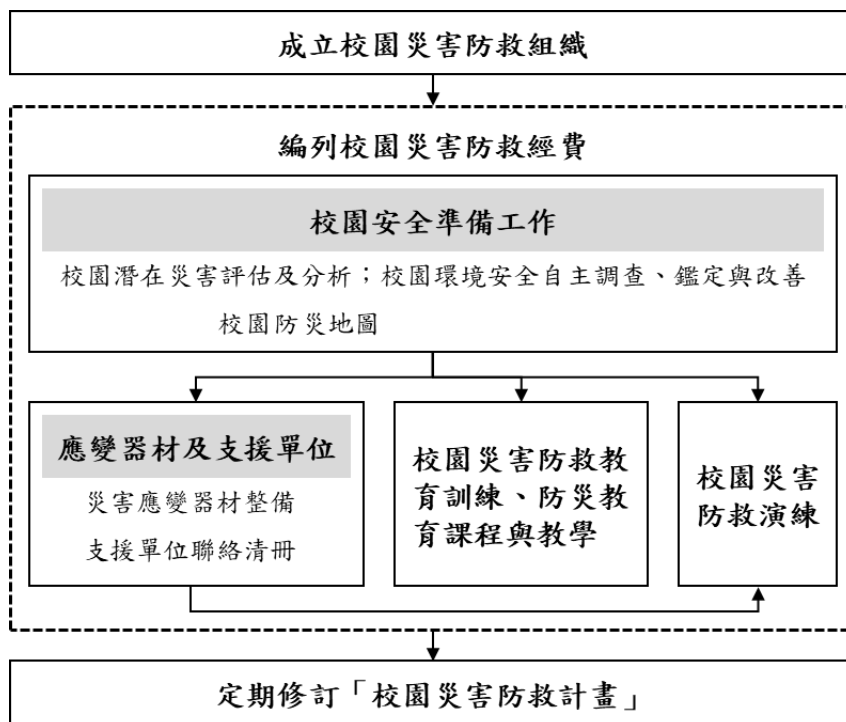 成立校園災害防救組織
編列校園災害防救經費
校園安全準備工作
校園潛在災害評估及分析；校園環境安全自主調查、鑑定與改善
校園防災地圖
應變器材及支援單位
災害應變器材整備
支援單位聯絡清冊
校園災害防救教
育訓練、防災教
育課程與教學
校園災害
防救演練
定期修訂「校園災害防救計畫」